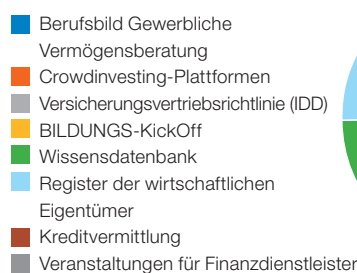 Berufsbild Gewerbliche
Vermögensberatung
Crowdinvesting-Plattformen
Versicherungsvertriebsrichtlinie (IDD)
BILDUNGS-KickOff
Wissensdatenbank
Register der wirtschaftlichen
Eigentümer
Kreditvermittlung
Veranstaltungen für Finanzdienstleister